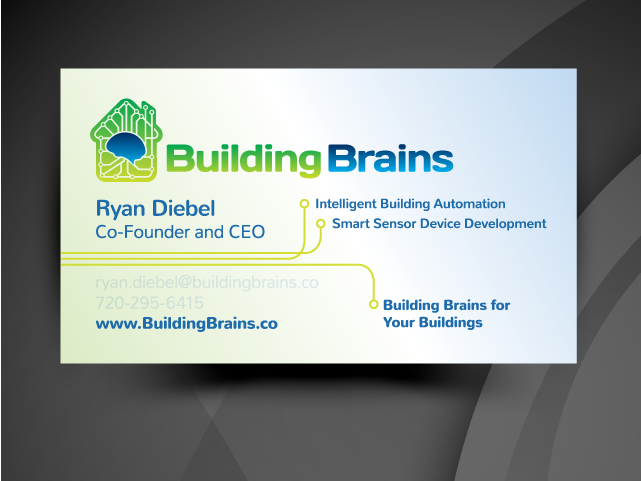 Building Brains
Ryan Diebel
Co-Founder and CEO
Intelligent Building Automation
Smart Sensor Device Development
ryan.diebel@buildingbrains.co
720-295-6415
www.BuildingBrains.co
Building Brains for
Your Buildings